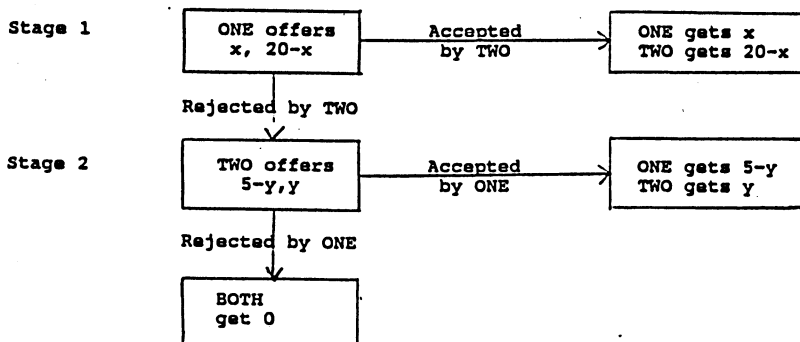 Stage 1
ONE offers
x, 20-x
Accepted
by TWO
ONE gets x
TWO gets 20-x
Rejected by TWO
Stage 2
TWO offers
5-y,y
Accepted
by ONE
ONE gets 5-y
TWO gets y
Rejected by ONE
BOTH
get 0